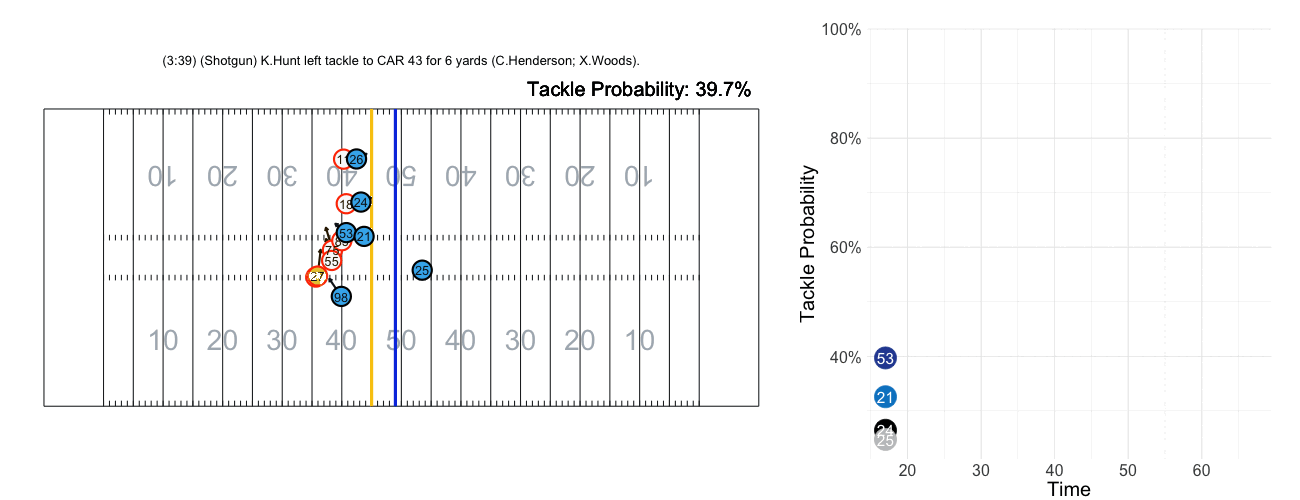 (3:39) (Shotgun) K.Hunt left tackle to CAR 43 for 6 yards (C.Henderson; X.Woods).
Tackle Probability: 39.7%
10 20 30 40 50 40 30 20 10
26
18 24
53 21
55
27 25
98
10 20 30 40 50 40 30 20 10
100%
80%
60%
40%
53
21
24
25
20 30 40 50 60
Time
Tackle Probability